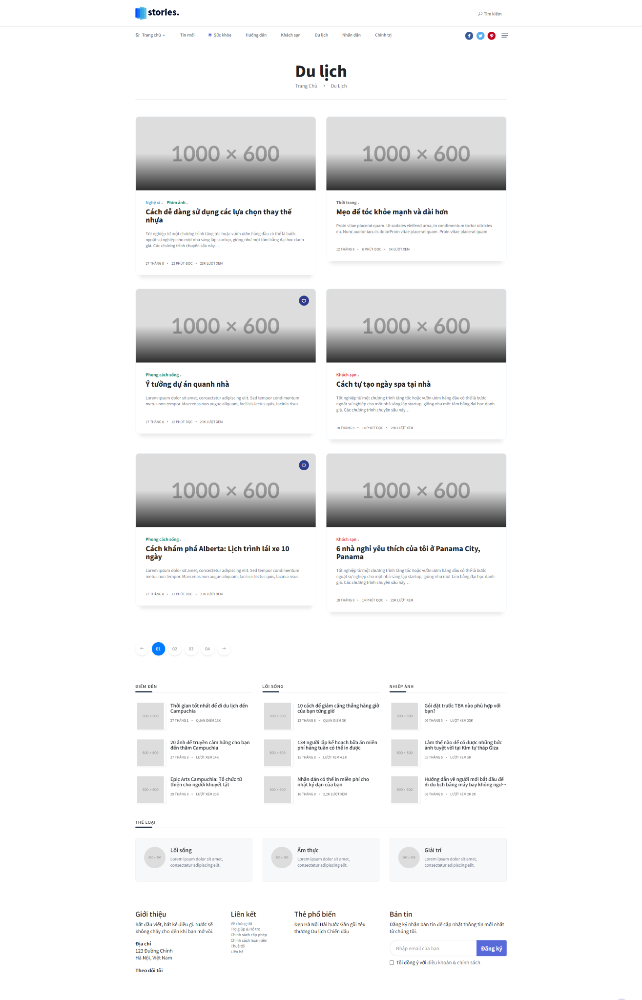 stories.
Tìm kiếm
Trang chủ
Tin mới
Sức khỏe
Hướng dẫn
Khách sạn
Du lịch
Nhân dân
Chính trị
Du lịch
Trang Chủ > Du Lịch
1000 × 600
1000 × 600
Nghệ sĩ . Phim ảnh .
Cách dễ dàng sử dụng các lựa chọn thay thế
nhựa
Tốt nghiệp từ một chương trình tăng tốc hoặc vườn ươm hàng đầu có thể là bước
ngoặt sự nghiệp cho một nhà sáng lập startup, giống như một tấm bằng đại học danh
giá. Các chương trình chuyên sâu này…
27 THÁNG 8 • 12 PHÚT ĐỌC • 23K LƯỢT XEM
Thời trang .
Mẹo để tóc khỏe mạnh và dài hơn
Proin vitae placerat quam. Ut sodales eleifend urna, in condimentum tortor ultricies
eu. Nunc auctor iaculis dolorProin vitae placerat quam. Proin vitae placerat quam.
12 THÁNG 8 • 6 PHÚT ĐỌC • 3K LƯỢT XEM
1000 × 600
1000 × 600
Phong cách sống .
Ý tưởng dự án quanh nhà
Lorem ipsum dolor sit amet, consectetur adipiscing elit. Sed tempor condimentum
metus non tempor. Maecenas non augue aliquam, facilisis lectus quis, lacinia risus.
27 THÁNG 8 • 12 PHÚT ĐỌC • 23K LƯỢT XEM
Khách sạn .
Cách tự tạo ngày spa tại nhà
Tốt nghiệp từ một chương trình tăng tốc hoặc vườn ươm hàng đầu có thể là bước
ngoặt sự nghiệp cho một nhà sáng lập startup, giống như một tấm bằng đại học danh
giá. Các chương trình chuyên sâu này…
18 THÁNG 8 • 14 PHÚT ĐỌC • 25K LƯỢT XEM
1000 × 600
1000 × 600
Phong cách sống .
Cách khám phá Alberta: Lịch trình lái xe 10
ngày
Lorem ipsum dolor sit amet, consectetur adipiscing elit. Sed tempor condimentum
metus non tempor. Maecenas non augue aliquam, facilisis lectus quis, lacinia risus.
27 THÁNG 8 • 12 PHÚT ĐỌC • 23K LƯỢT XEM
Khách sạn .
6 nhà nghỉ yêu thích của tôi ở Panama City,
Panama
Tốt nghiệp từ một chương trình tăng tốc hoặc vườn ươm hàng đầu có thể là bước
ngoặt sự nghiệp cho một nhà sáng lập startup, giống như một tấm bằng đại học danh
giá. Các chương trình chuyên sâu này…
18 THÁNG 8 • 14 PHÚT ĐỌC • 25K LƯỢT XEM
← 01 02 03 04 →
ĐIỂM ĐẾN
500 × 500
Thời gian tốt nhất để đi du lịch đến
Campuchia
27 THÁNG 1 • QUAN ĐIỂM 13K
500 × 500
20 ảnh để truyền cảm hứng cho bạn
đến thăm Campuchia
27 THÁNG 8 • LƯỢT XEM 14K
500 × 500
Epic Arts Campuchia: Tổ chức từ
thiện cho người khuyết tật
29 THÁNG 8 • LƯỢT XEM 23K
LỐI SỐNG
500 × 500
10 cách để giảm căng thẳng hàng giờ
của bạn từng giờ
12 THÁNG 8 • QUAN ĐIỂM 3K
500 × 500
134 người lập kế hoạch bữa ăn miễn
phí hàng tuần có thể in được
15 THÁNG 8 • LƯỢT XEM 4.1K
500 × 500
Nhãn dán có thể in miễn phí cho
nhật ký đạn của bạn
16 THÁNG 8 • 2,2K LƯỢT XEM
NHIẾP ẢNH
500 × 500
Gói đặt trước TBA nào phù hợp với
bạn?
06 THÁNG 5 • LƯỢT XEM 23K
500 × 500
Làm thế nào để có được những bức
ảnh tuyệt vời tại Kim tự tháp Giza
05 THÁNG 6 • LƯỢT XEM 5K
500 × 500
Hướng dẫn về người mới bắt đầu để
đi du lịch bằng máy bay không ngư…
08 THÁNG 8 • LƯỢT XEM 2K 2K
THỂ LOẠI
500 × 500
Lối sống
Lorem ipsum dolor sit amet,
consectetur adipiscing elit.
500 × 500
Ẩm thực
Lorem ipsum dolor sit amet,
consectetur adipiscing elit.
500 × 500
Giải trí
Lorem ipsum dolor sit amet,
consectetur adipiscing elit.
Giới thiệu
Bắt đầu viết, bất kể điều gì. Nước sẽ
không chảy cho đến khi bạn mở vòi.
Địa chỉ
123 Đường Chính
Hà Nội, Việt Nam
Theo dõi tôi
Liên kết
Về chúng tôi
Trợ giúp & Hỗ trợ
Chính sách cấp phép
Chính sách hoàn tiền
Thuê tôi
Liên hệ
Thẻ phổ biến
Đẹp Hà Nội Hài hước Gần gũi Yêu
thương Du lịch Chiến đấu
Bản tin
Đăng ký nhận bản tin để cập nhật thông tin mới nhất
từ chúng tôi.
Nhập email của bạn
Đăng ký
Tôi đồng ý với điều khoản & chính sách